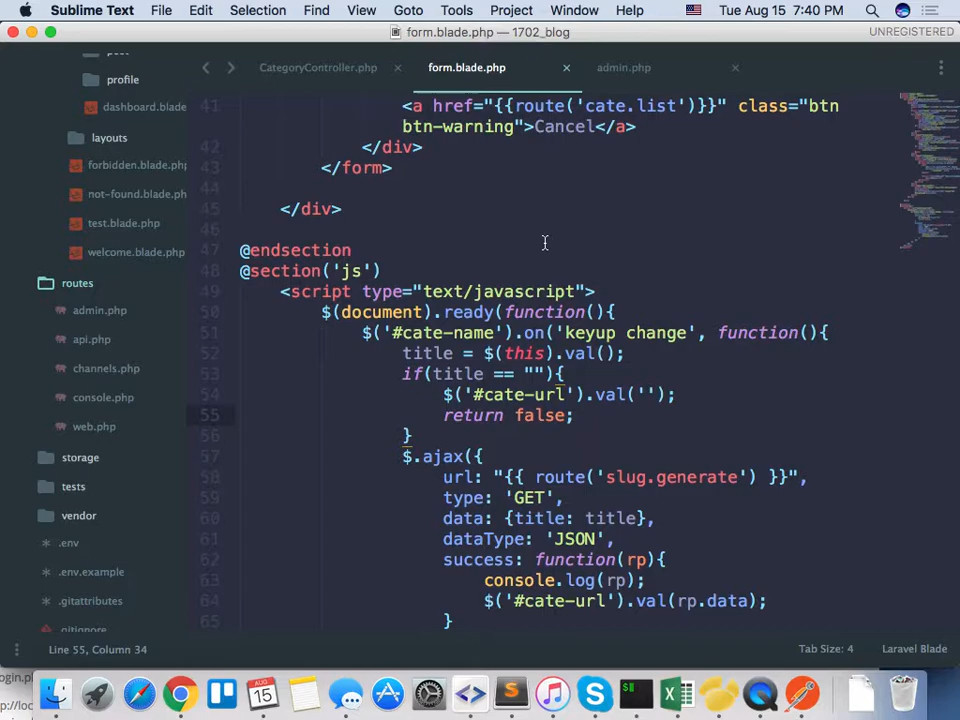 Sublime Text File Edit Selection Find View Goto Tools Project Window Help Tue Aug 15 7:40 PM
form.blade.php — 1702_blog UNREGISTERED
CategoryController.php × form.blade.php × admin.php ×
profile
dashboard.blade
layouts
forbidden.blade.php
not-found.blade.php
test.blade.php
welcome.blade.php
routes
admin.php
api.php
channels.php
console.php
web.php
storage
tests
vendor
.env
.env.example
.gitattributes
.gitignore
41 <a href="{{route('cate.list')}}" class="btn
btn-warning">Cancel</a>
42 </div>
43 </form>
44
45 </div>
46
47 @endsection
48 @section('js')
49 <script type="text/javascript">
50 $(document).ready(function(){
51 $('#cate-name').on('keyup change', function(){
52 title = $(this).val();
53 if(title == ""){
54 $('#cate-url').val('');
55 return false;
56 }
57 $.ajax({
58 url: "{{ route('slug.generate') }}",
59 type: 'GET',
60 data: {title: title},
61 dataType: 'JSON',
62 success: function(rp){
63 console.log(rp);
64 $('#cate-url').val(rp.data);
65 }
Line 55, Column 34 Tab Size: 4 Laravel Blade
ogin.pl
p://loc
AUG
15